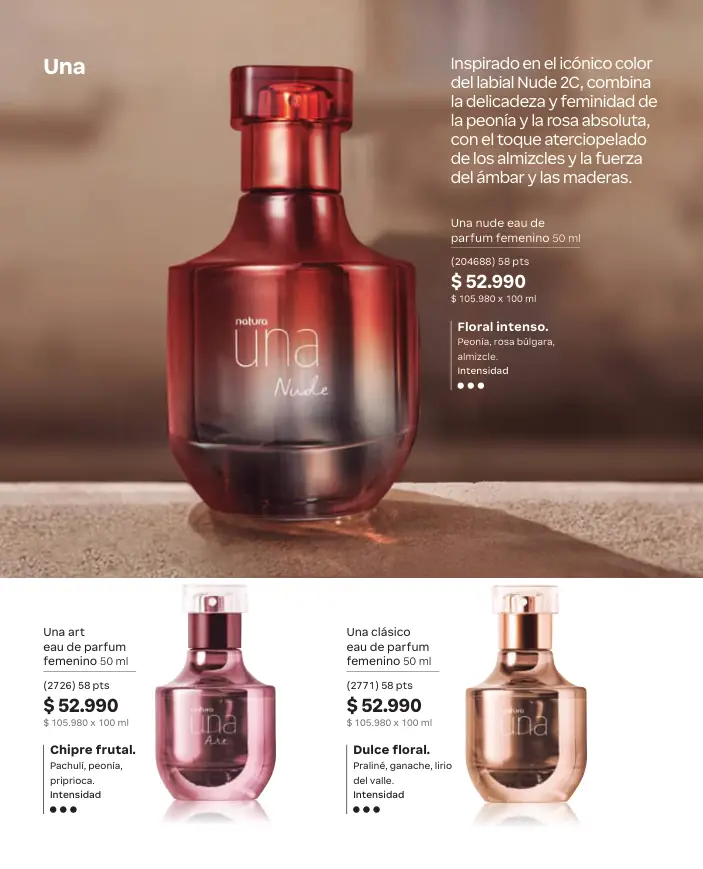 Una
Inspirado en el icónico color
del labial Nude 2C, combina
la delicadeza y feminidad de
la peonía y la rosa absoluta,
con el toque aterciopelado
de los almizcles y la fuerza
del ámbar y las maderas.
Una nude eau de
parfum femenino 50 ml
(204688) 58 pts
$ 52.990
$ 105.980 x 100 ml
Floral intenso.
Peonía, rosa búlgara,
almizcle.
Intensidad
natura
una
Nude
Una art
eau de parfum
femenino 50 ml
(2726) 58 pts
$ 52.990
$ 105.980 x 100 ml
Chipre frutal.
Pachulí, peonía,
priprioca.
Intensidad
natura
una
Art
Una clásico
eau de parfum
femenino 50 ml
(2771) 58 pts
$ 52.990
$ 105.980 x 100 ml
Dulce floral.
Praliné, ganache, lirio
del valle.
Intensidad
natura
una